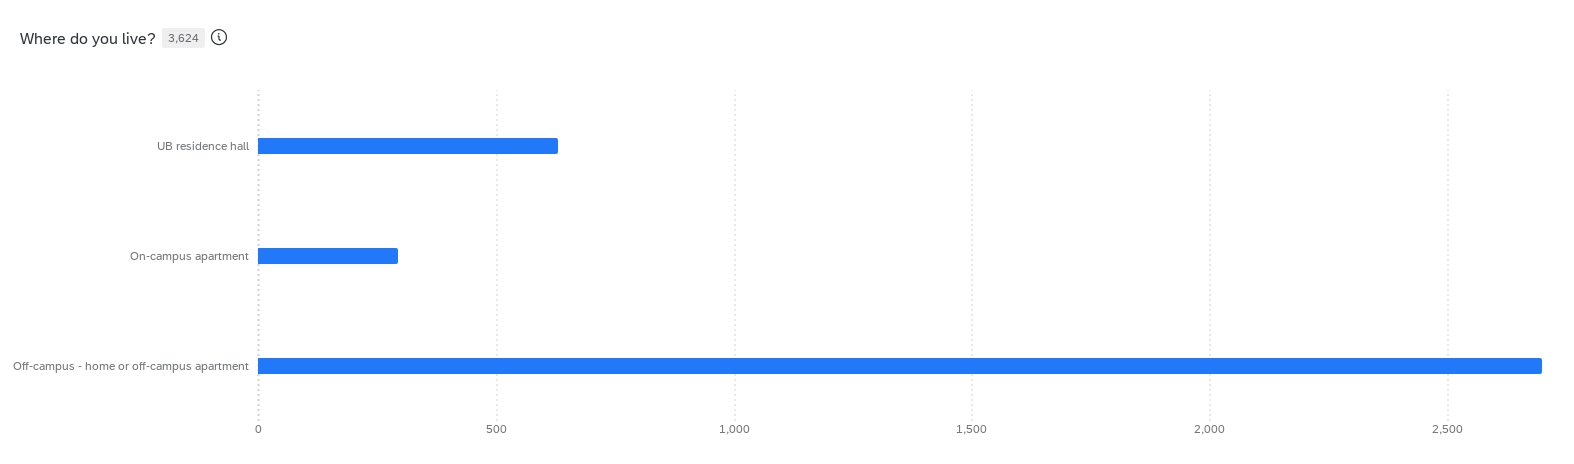 Where do you live? 3,624
UB residence hall
On-campus apartment
Off-campus - home or off-campus apartment
0 500 1,000 1,500 2,000 2,500